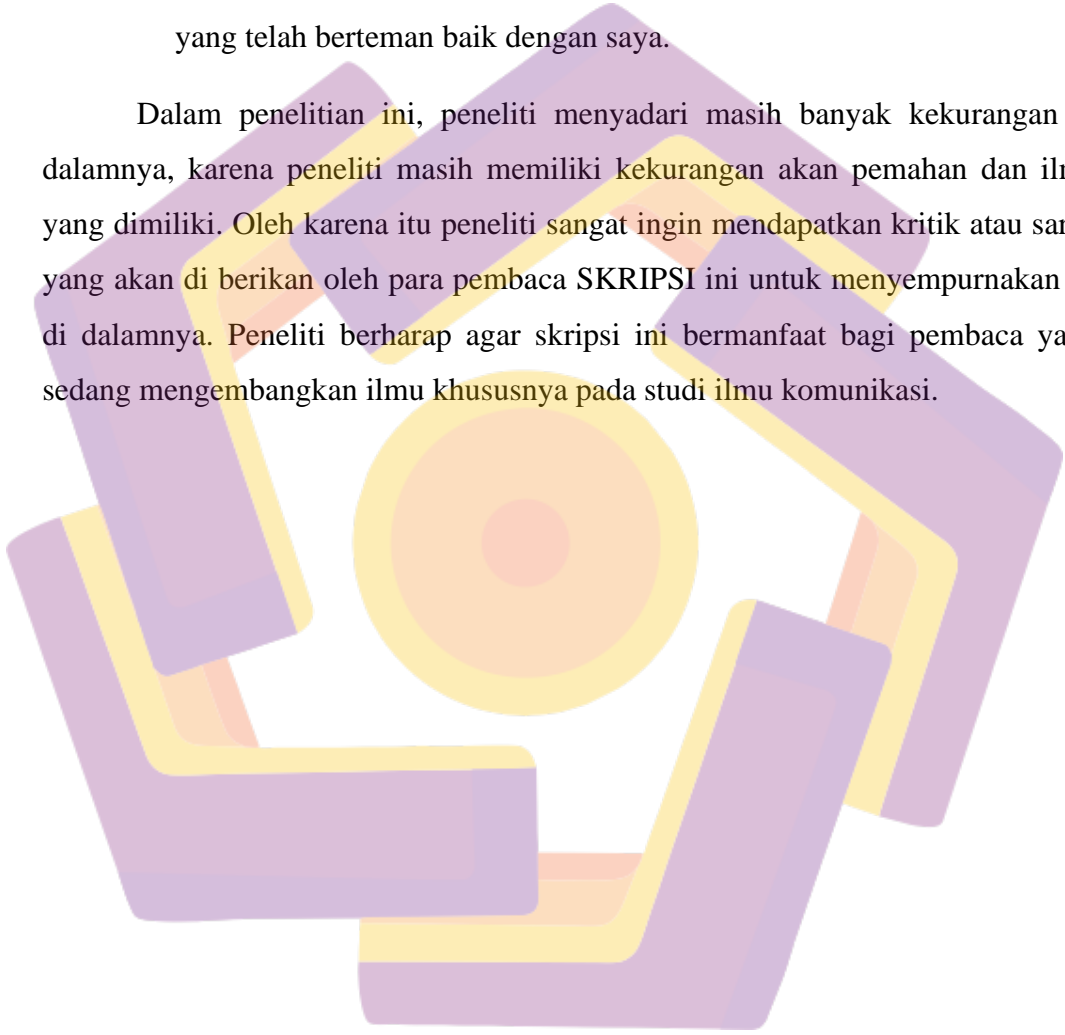 yang telah berteman baik dengan saya.
Dalam penelitian ini, peneliti menyadari masih banyak kekurangan
dalamnya, karena peneliti masih memiliki kekurangan akan pemahan dan
yang dimiliki. Oleh karena itu peneliti sangat ingin mendapatkan kritik atau
yang akan di berikan oleh para pembaca SKRIPSI ini untuk menyempurnakan
di dalamnya. Peneliti berharap agar skripsi ini bermanfaat bagi pembaca
sedang mengembangkan ilmu khususnya pada studi ilmu komunikasi.